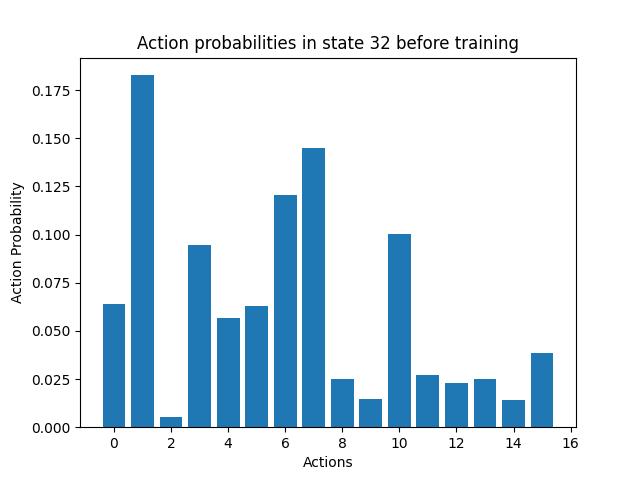 Action probabilities in state 32 before training
0.175
0.150
0.125
0.100
0.075
0.050
0.025
0.000
Action Probability
0 2 4 6 8 10 12 14 16
Actions